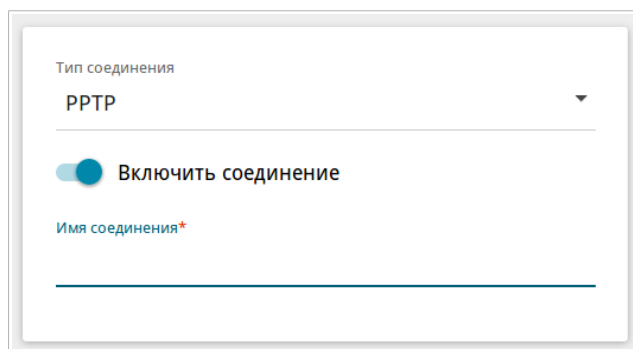 Тип соединения
PPTP
Включить соединение
Имя соединения*